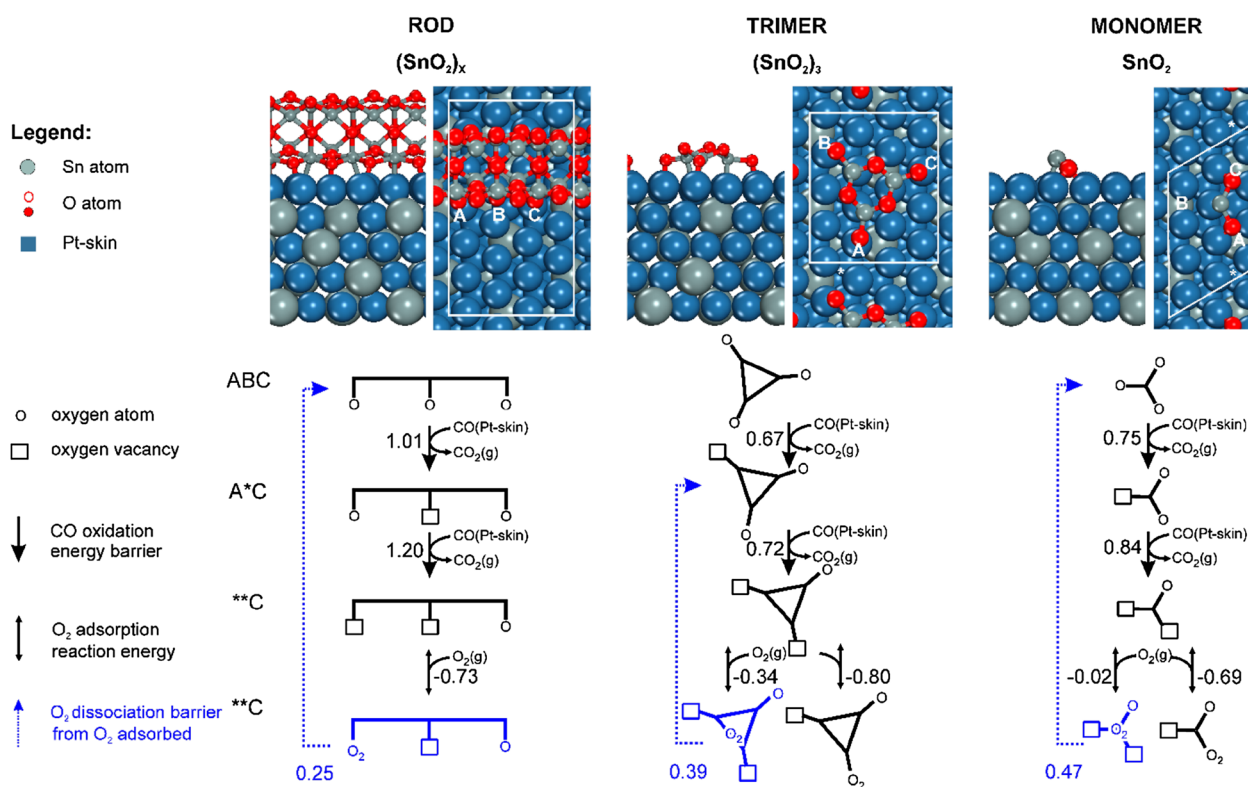 ROD
(SnO₂)ₓ
TRIMER
(SnO₂)₃
MONOMER
SnO₂
Legend:
Sn atom
O atom
Pt-skin
A B C
B
C
A
*
*
C
B
A
*
ABC
O O O
O
O
O
O
O
O
O oxygen atom
oxygen vacancy
1.01
CO(Pt-skin)
CO₂(g)
0.67
CO(Pt-skin)
CO₂(g)
0.75
CO(Pt-skin)
CO₂(g)
A*C
O O
O
O
O
O
CO oxidation
energy barrier
1.20
CO(Pt-skin)
CO₂(g)
0.72
CO(Pt-skin)
CO₂(g)
0.84
CO(Pt-skin)
CO₂(g)
**C
O
O
O
O₂ adsorption
reaction energy
O₂(g)
-0.73
O₂(g)
-0.34
-0.80
O₂(g)
-0.02
-0.69
**C
O₂ O
O
O₂
O
O₂
O
O₂
O
O₂
O₂ dissociation barrier
from O₂ adsorbed
0.25
0.39
0.47